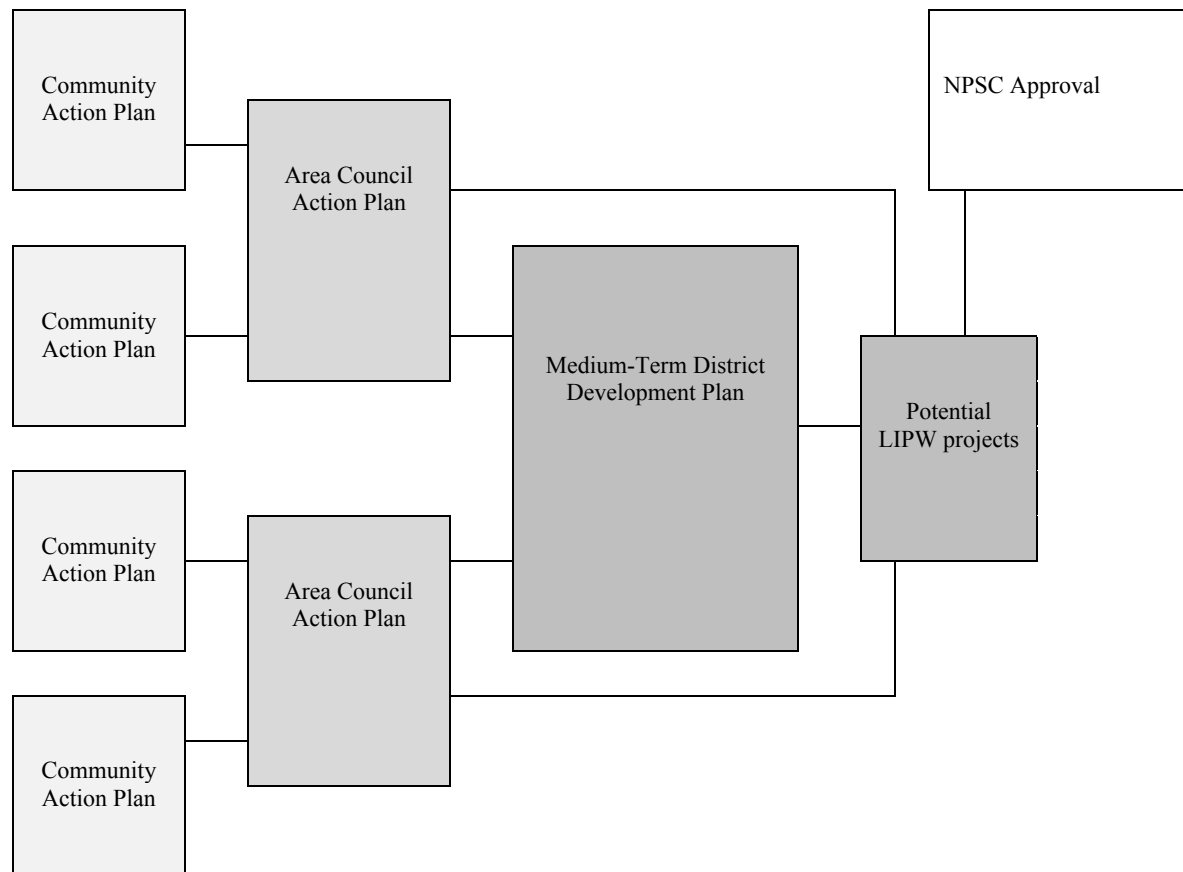 Community
Action Plan
NPSC Approval
Area Council
Action Plan
Community
Action Plan
Medium-Term District
Development Plan
Potential
LIPW projects
Community
Action Plan
Area Council
Action Plan
Community
Action Plan